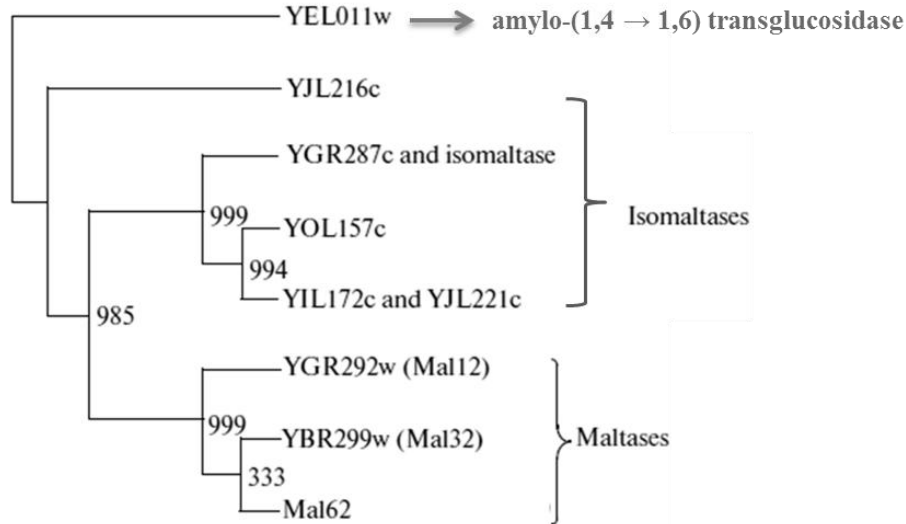 YEL011w amylo-(1,4 → 1,6) transglucosidase
YJL216c
YGR287c and isomaltase
999
YOL157c
Isomaltases
994
YIL172c and YJL221c
985
YGR292w (Mal12)
999
YBR299w (Mal32)
Maltases
333
Mal62